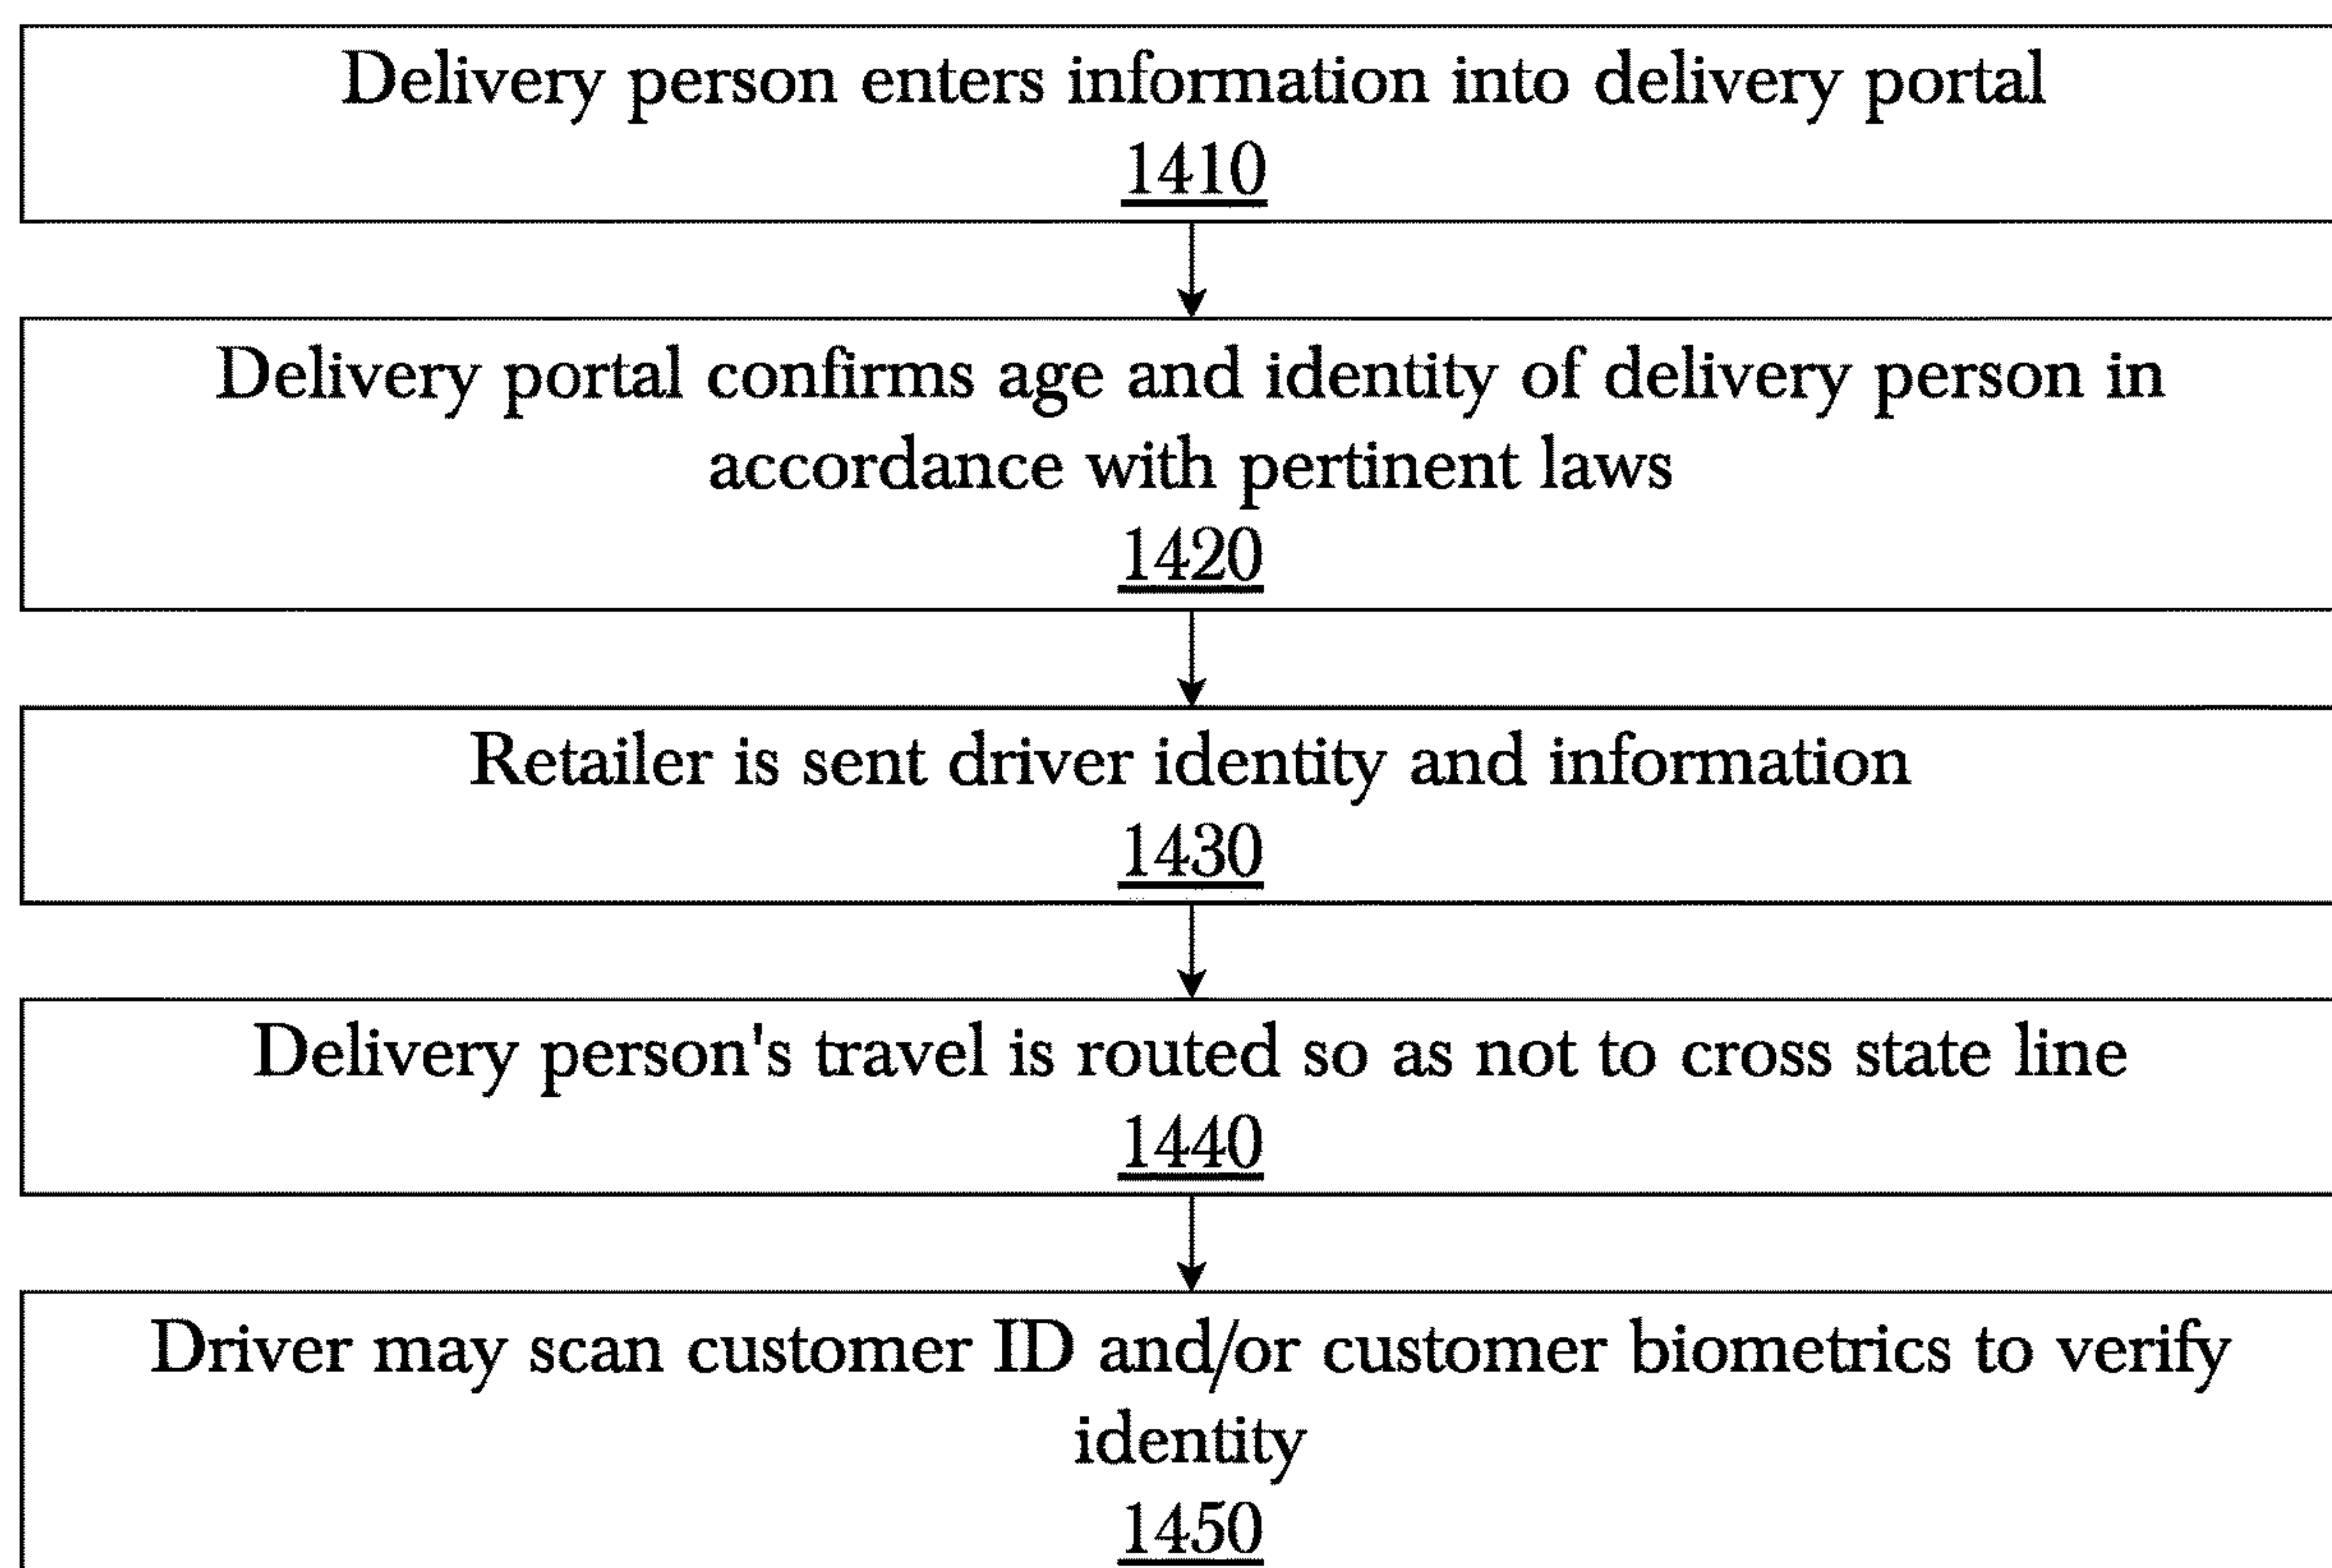 Delivery person enters information into delivery portal
1410
Delivery portal confirms age and identity of delivery person in
accordance with pertinent laws
1420
Retailer is sent driver identity and information
1430
Delivery person's travel is routed so as not to cross state line
1440
Driver may scan customer ID and/or customer biometrics to verify
identity
1450